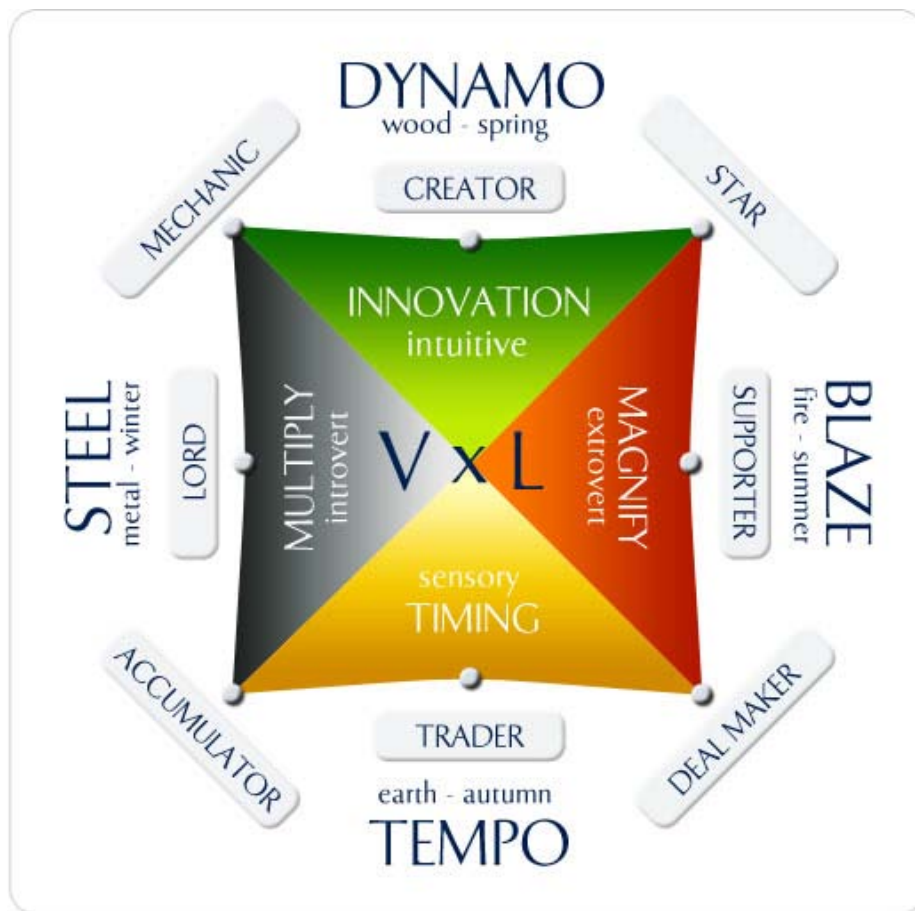 DYNAMO
wood - spring
MECHANIC
CREATOR
STAR
INNOVATION
intuitive
STEEL
metal - winter
LORD
MULTIPLY
introvert
V x L
MAGNIFY
extrovert
SUPPORTER
BLAZE
fire - summer
sensory
TIMING
ACCUMULATOR
TRADER
DEAL MAKER
earth - autumn
TEMPO